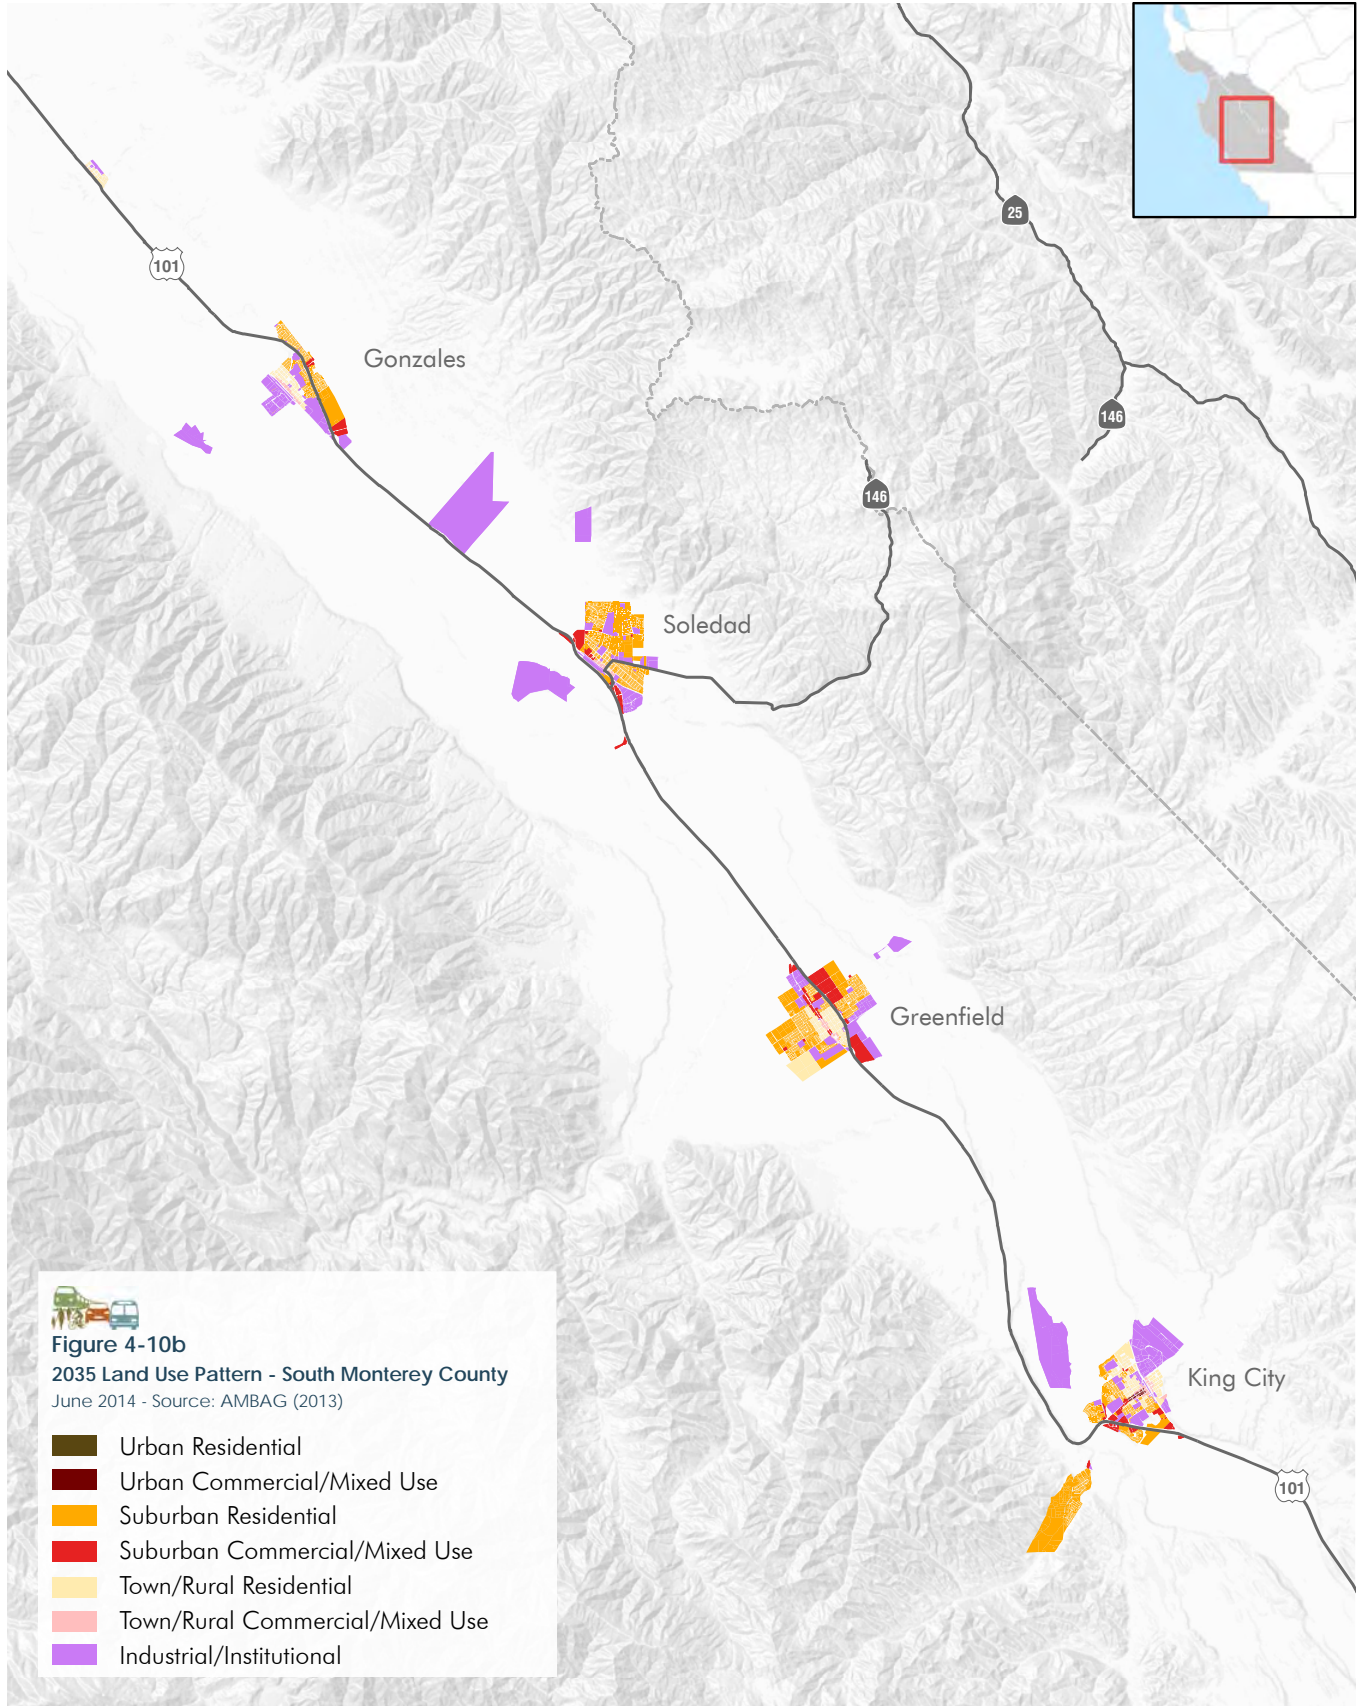 25
101
Gonzales
146
146
Soledad
Greenfield
King City
101
Figure 4-10b
2035 Land Use Pattern - South Monterey County
June 2014 - Source: AMBAG (2013)
Urban Residential
Urban Commercial/Mixed Use
Suburban Residential
Suburban Commercial/Mixed Use
Town/Rural Residential
Town/Rural Commercial/Mixed Use
Industrial/Institutional